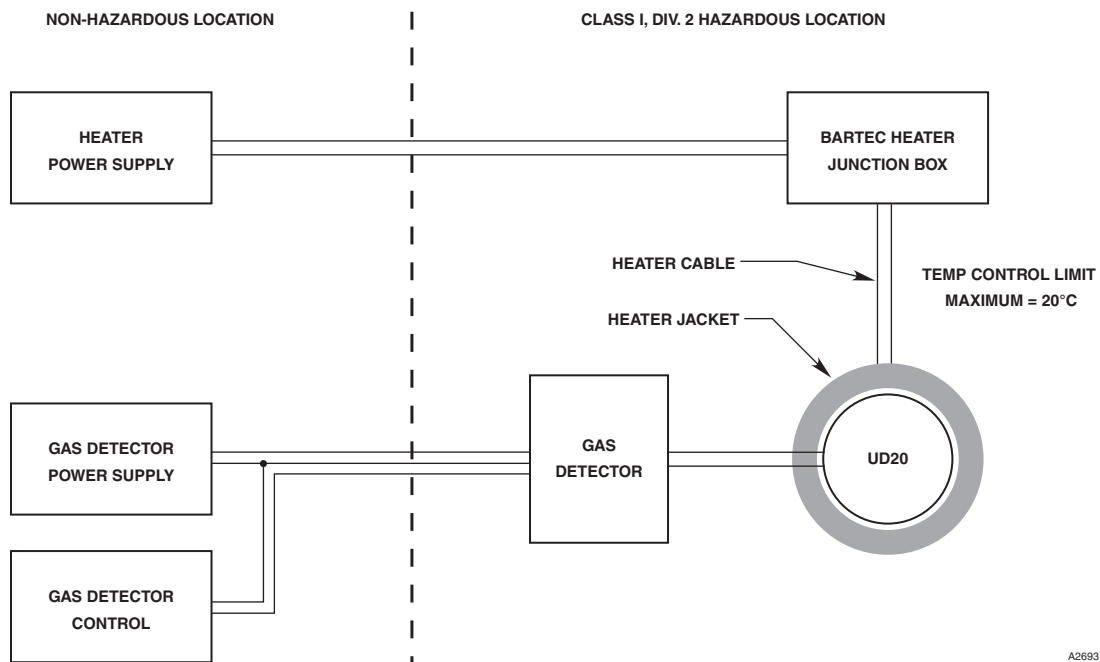 NON-HAZARDOUS LOCATION
CLASS I, DIV. 2 HAZARDOUS LOCATION
HEATER
POWER SUPPLY
BARTEC HEATER
JUNCTION BOX
HEATER CABLE
TEMP CONTROL LIMIT
MAXIMUM = 20°C
HEATER JACKET
GAS DETECTOR
POWER SUPPLY
GAS
DETECTOR
UD20
GAS DETECTOR
CONTROL
A2693